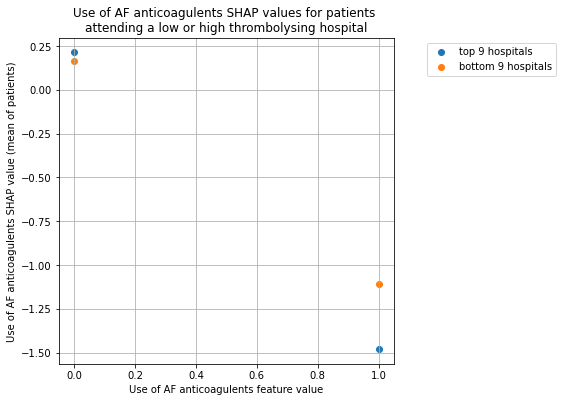 Use of AF anticoagulents SHAP values for patients
attending a low or high thrombolysing hospital
top 9 hospitals
bottom 9 hospitals
Use of AF anticoagulents SHAP value (mean of patients)
0.25
0.00
−0.25
−0.50
−0.75
−1.00
−1.25
−1.50
0.0 0.2 0.4 0.6 0.8 1.0
Use of AF anticoagulents feature value